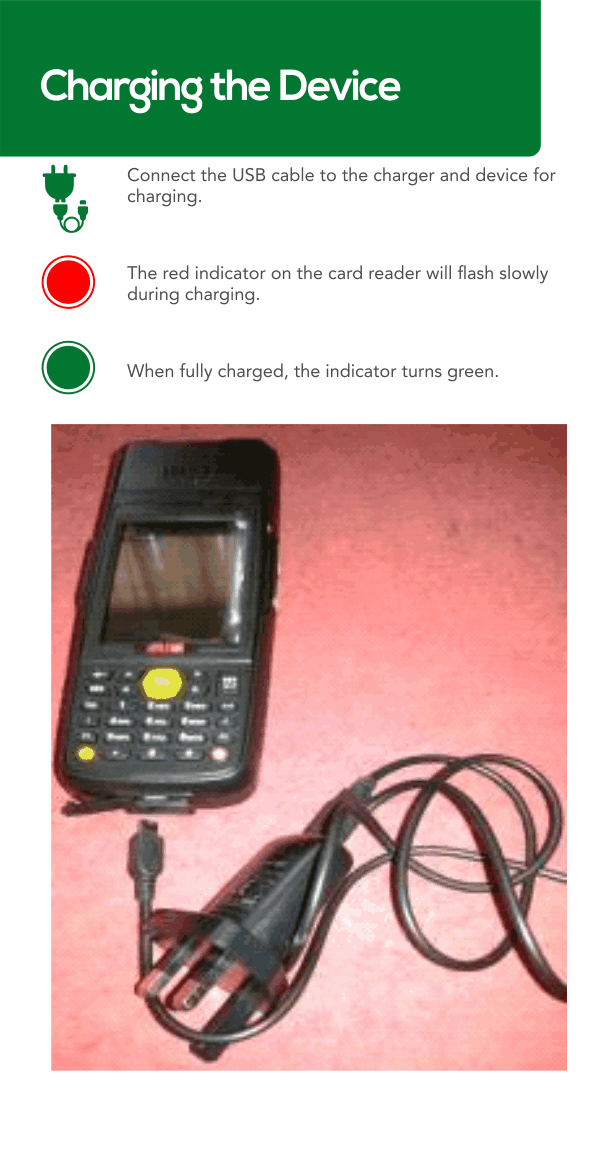 Charging the Device
Connect the USB cable to the charger and device for
charging.
The red indicator on the card reader will flash slowly
during charging.
When fully charged, the indicator turns green.